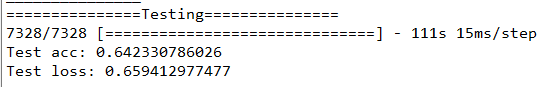 ===============Testing===============
7328/7328 [==============================] - 111s 15ms/step
Test acc: 0.642330786026
Test loss: 0.659412977477